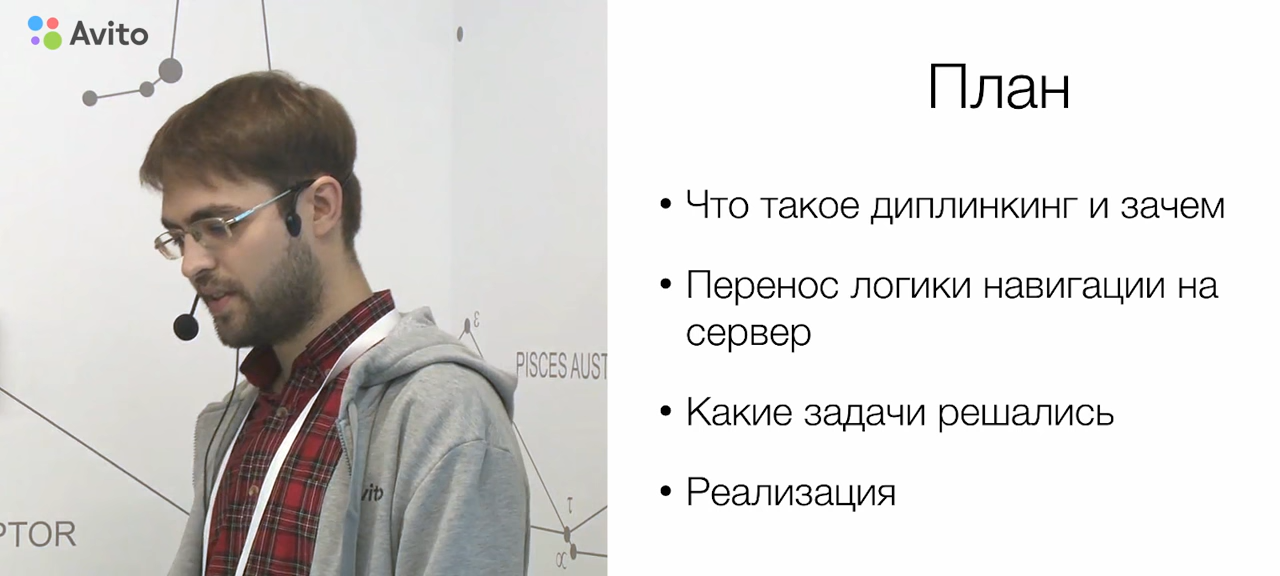 Avito
ε
PISCES AUST
vito
τ
α
PTOR
План
• Что такое диплинкинг и зачем
• Перенос логики навигации на
сервер
• Какие задачи решались
• Реализация